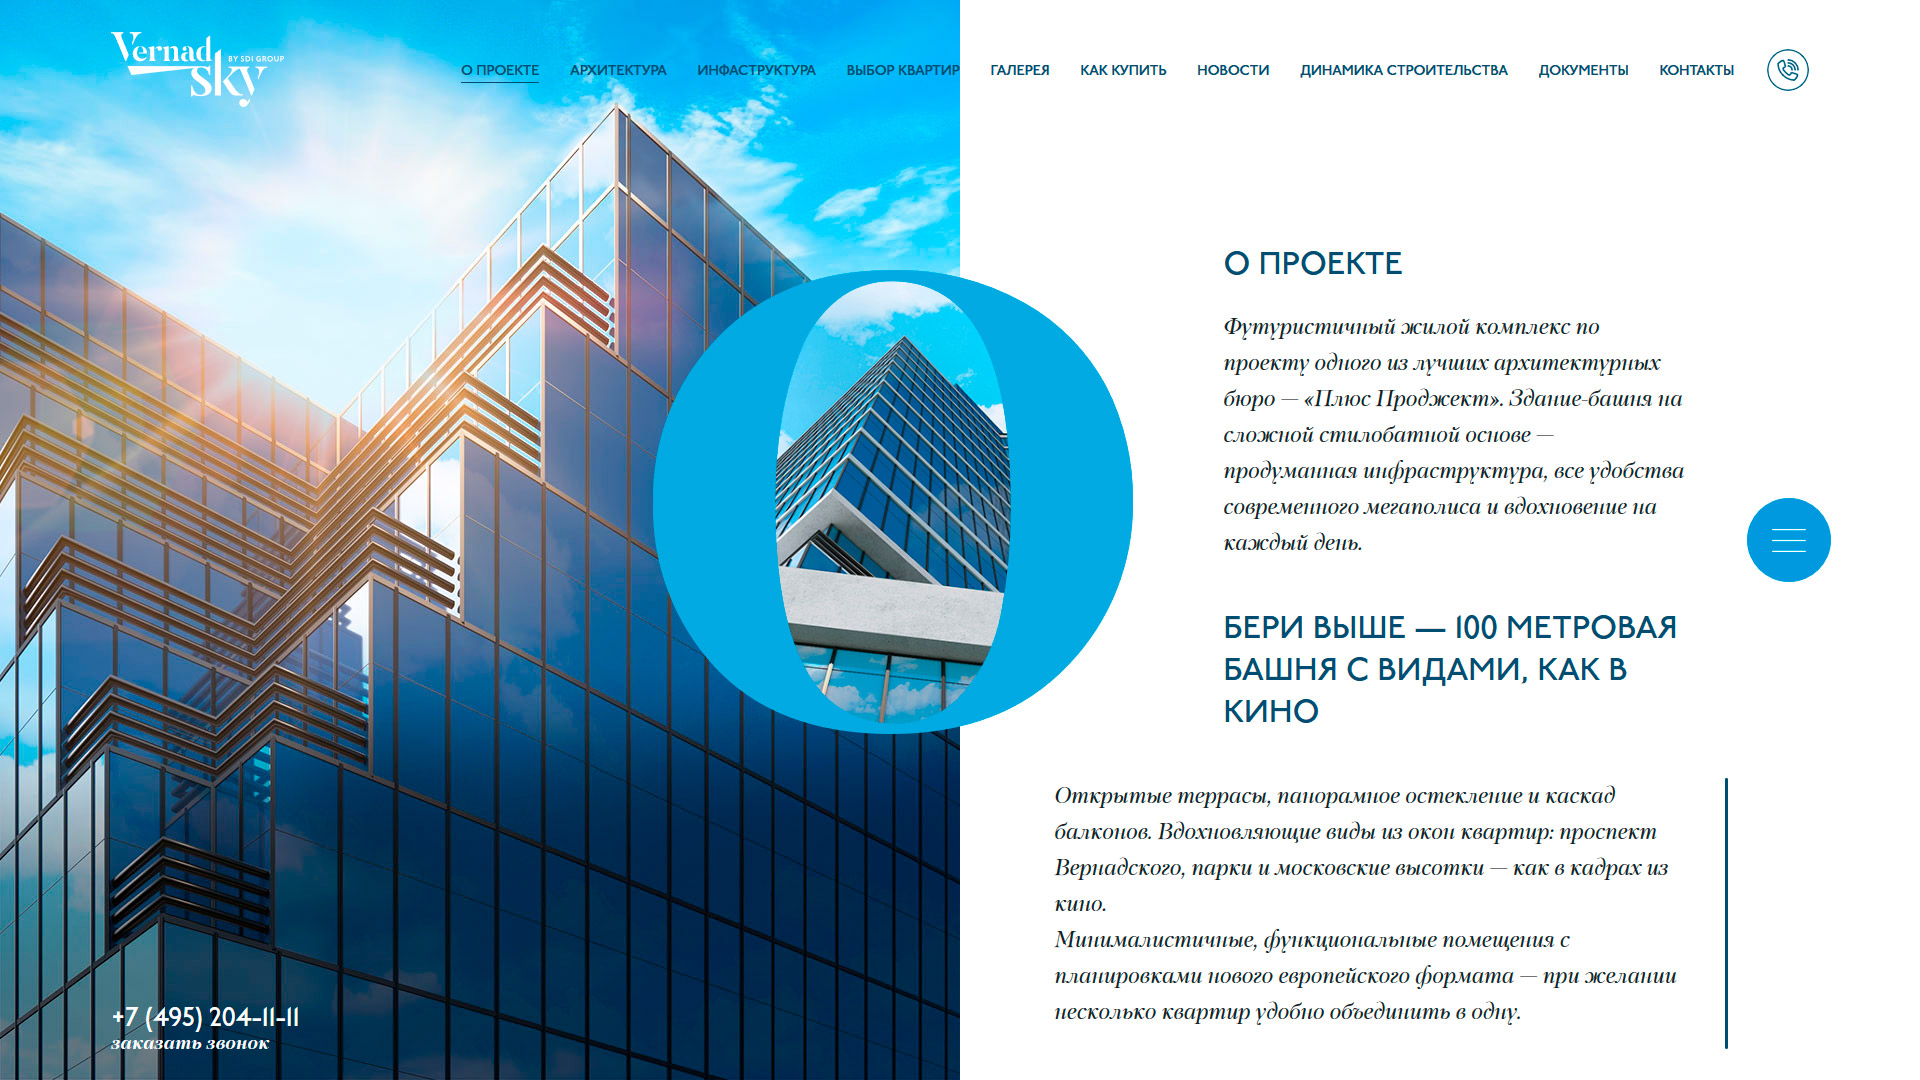 Vernad
sky
BY SDI GROUP
О ПРОЕКТЕ АРХИТЕКТУРА ИНФАСТРУКТУРА ВЫБОР КВАРТИР ГАЛЕРЕЯ КАК КУПИТЬ НОВОСТИ ДИНАМИКА СТРОИТЕЛЬСТВА ДОКУМЕНТЫ КОНТАКТЫ
О
О ПРОЕКТЕ
Футуристичный жилой комплекс по
проекту одного из лучших архитектурных
бюро — «Плюс Проджект». Здание-башня на
сложной стилобатной основе —
продуманная инфраструктура, все удобства
современного мегаполиса и вдохновение на
каждый день.
БЕРИ ВЫШЕ — 100 МЕТРОВАЯ
БАШНЯ С ВИДАМИ, КАК В
КИНО
Открытые террасы, панорамное остекление и каскад
балконов. Вдохновляющие виды из окон квартир: проспект
Вернадского, парки и московские высотки — как в кадрах из
кино.
Минималистичные, функциональные помещения с
планировками нового европейского формата — при желании
несколько квартир удобно объединить в одну.
+7 (495) 204-11-11
заказать звонок